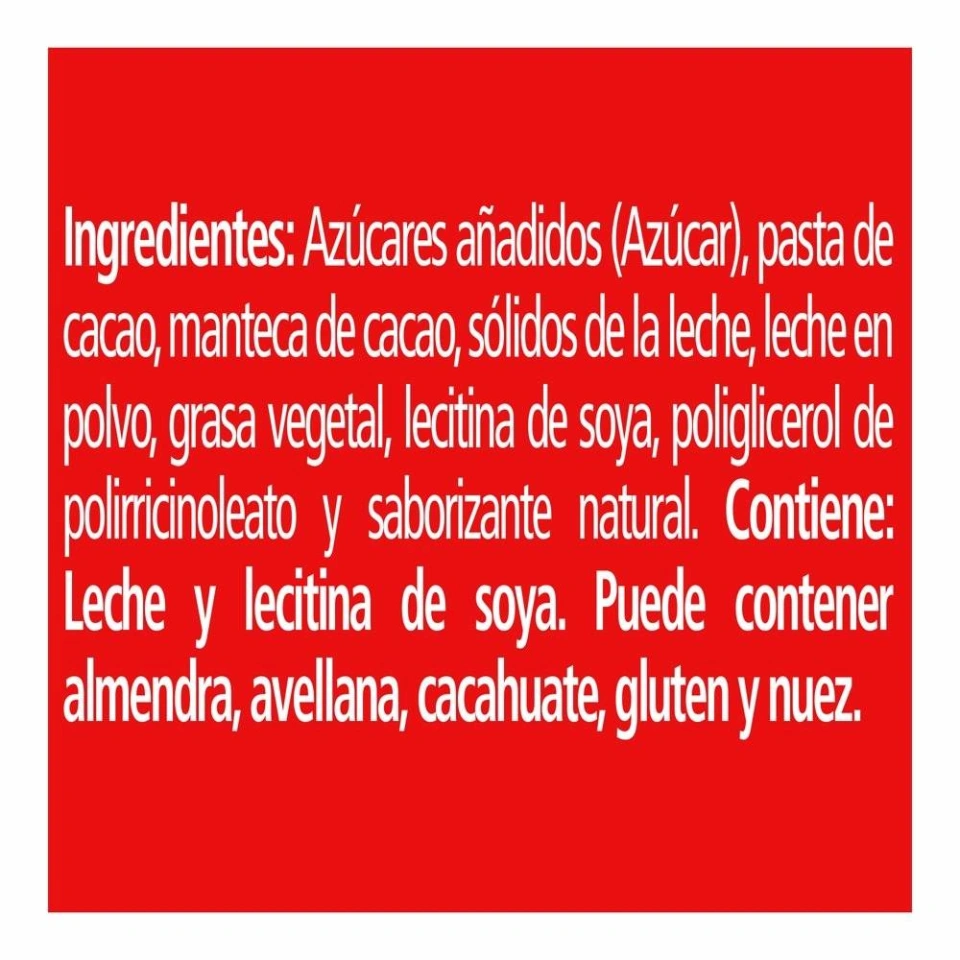 Ingredientes: Azúcares añadidos (Azúcar), pasta de
cacao, manteca de cacao, sólidos de la leche, leche en
polvo, grasa vegetal, lecitina de soya, poliglicerol de
polirricinoleato y saborizante natural. Contiene:
Leche y lecitina de soya. Puede contener
almendra, avellana, cacahuate, gluten y nuez.